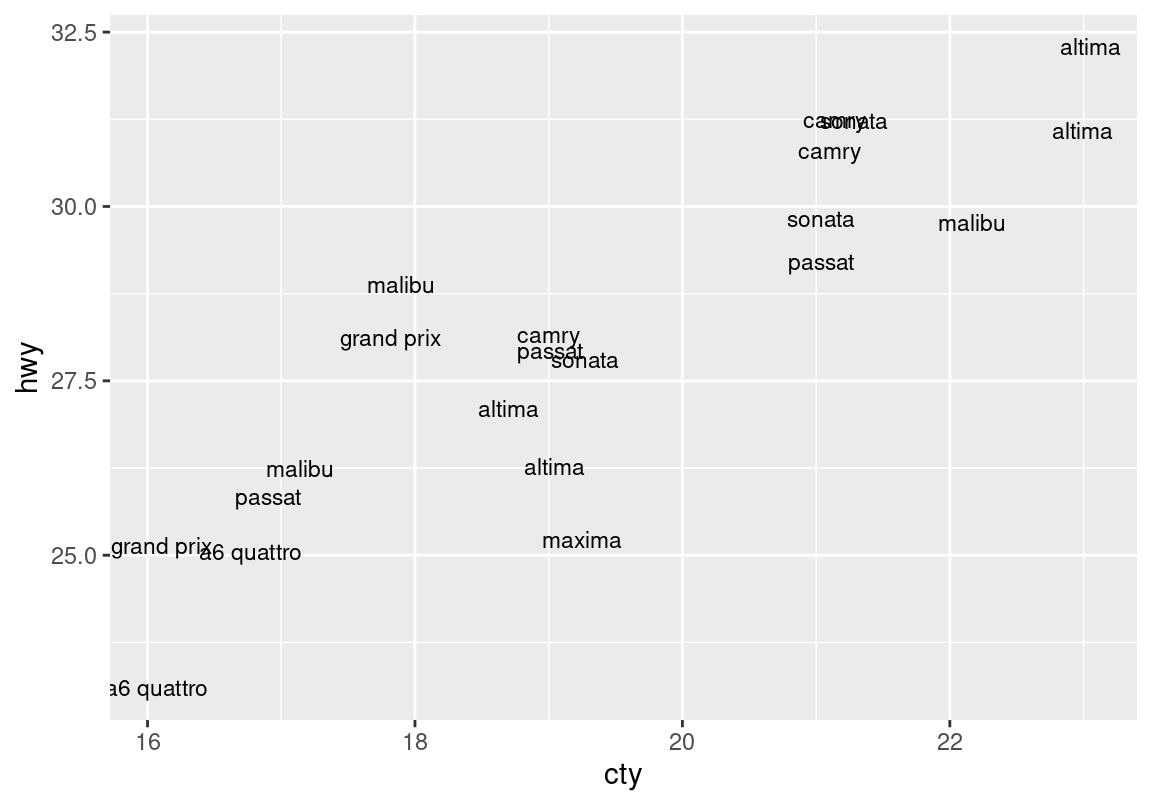 32.5
altima
camry
sonata
altima
camry
30.0
sonata
malibu
passat
malibu
grand prix
camry
passat
sonata
27.5
altima
malibu
altima
passat
maxima
grand prix
a6 quattro
25.0
a6 quattro
hwy
16
18
20
22
cty